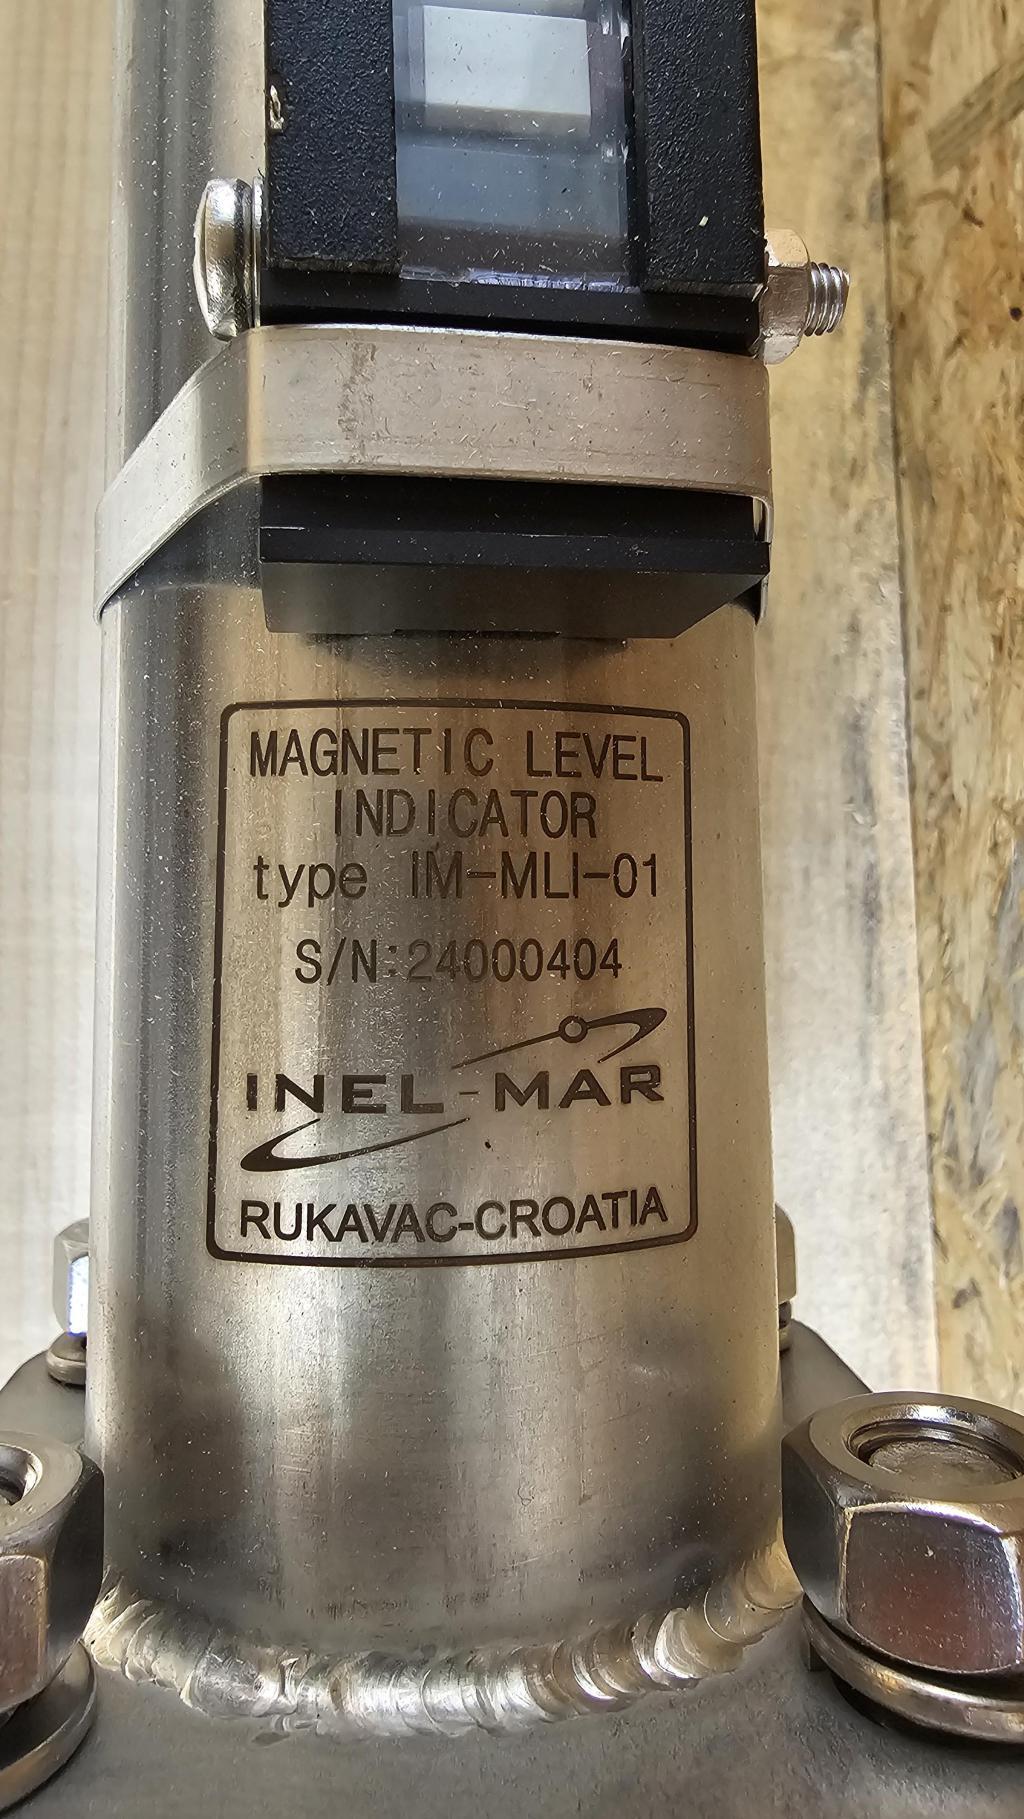 MAGNETIC LEVEL
INDICATOR
type IM-MLI-01
S/N:24000404
INEL-MAR
RUKAVAC-CROATIA